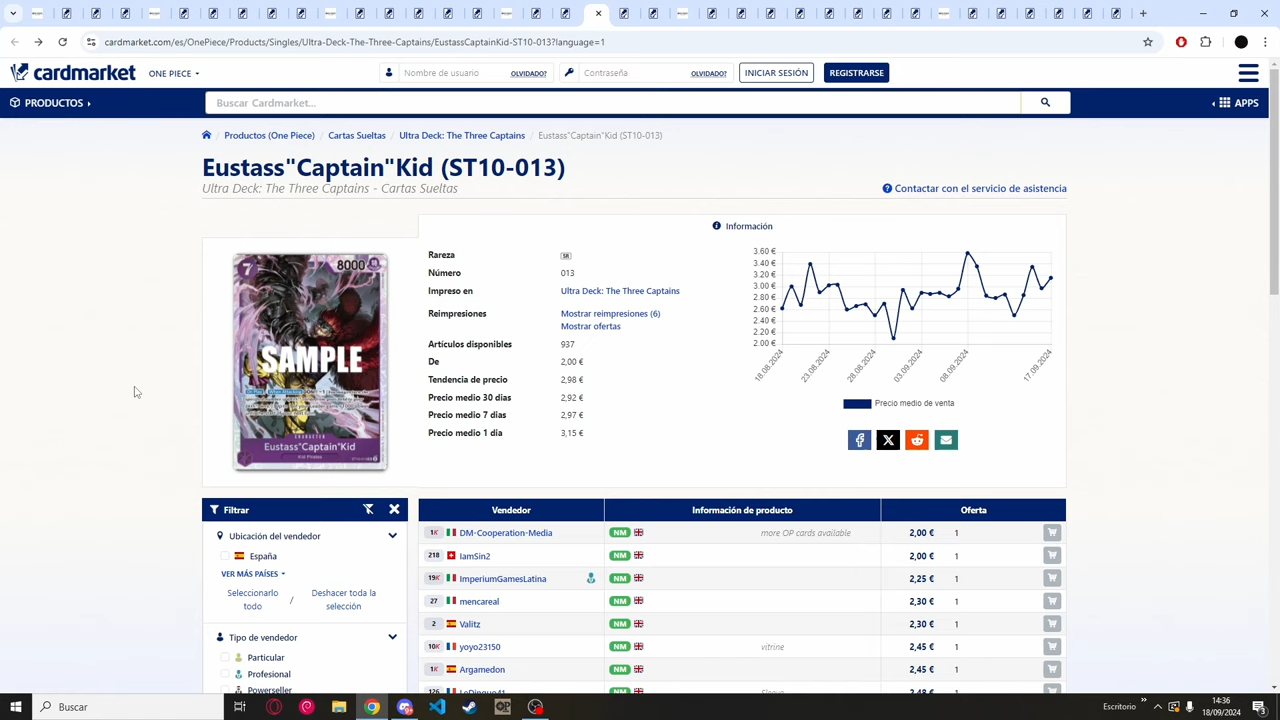 cardmarket.com/es/OnePiece/Products/Singles/Ultra-Deck-The-Three-Captains/EustassCaptainKid-ST10-013?language=1
cardmarket
ONE PIECE
Nombre de usuario
OLVIDADO?
Contraseña
OLVIDADO?
INICIAR SESIÓN
REGISTRARSE
PRODUCTOS
Buscar Cardmarket...
APPS
Productos (One Piece) / Cartas Sueltas / Ultra Deck: The Three Captains / Eustass"Captain"Kid (ST10-013)
Eustass"Captain"Kid (ST10-013)
Ultra Deck: The Three Captains - Cartas Sueltas
Contactar con el servicio de asistencia
7
8000
SAMPLE
CHARACTER
Eustass"Captain"Kid
Kid Pirates
Información
Rareza SR
Número 013
Impreso en Ultra Deck: The Three Captains
Reimpresiones Mostrar reimpresiones (6)
Mostrar ofertas
Artículos disponibles 937
De 2,00 €
Tendencia de precio 2,98 €
Precio medio 30 días 2,92 €
Precio medio 7 días 2,97 €
Precio medio 1 día 3,15 €
3.60 €
3.40 €
3.20 €
3.00 €
2.80 €
2.60 €
2.40 €
2.20 €
2.00 €
18.08.2024
23.08.2024
28.08.2024
03.09.2024
08.09.2024
17.09.2024
Precio medio de venta
Filtrar
Ubicación del vendedor
España
VER MÁS PAÍSES
Seleccionarlo todo / Deshacer toda la selección
Tipo de vendedor
Particular
Profesional
Powerseller
Vendedor Información de producto Oferta
1K DM-Cooperation-Media NM more OP cards available 2,00 € 1
218 IamSin2 NM 2,00 € 1
19K ImperiumGamesLatina NM 2,25 € 1
27 mencareal NM 2,30 € 1
2 Valitz NM 2,30 € 1
10K yoyo23150 NM vitrine 2,45 € 1
1K Argamedon NM 2,45 € 1
126 LeDingue41 2,48 € 1
Buscar
Escritorio
14:36
18/09/2024
3